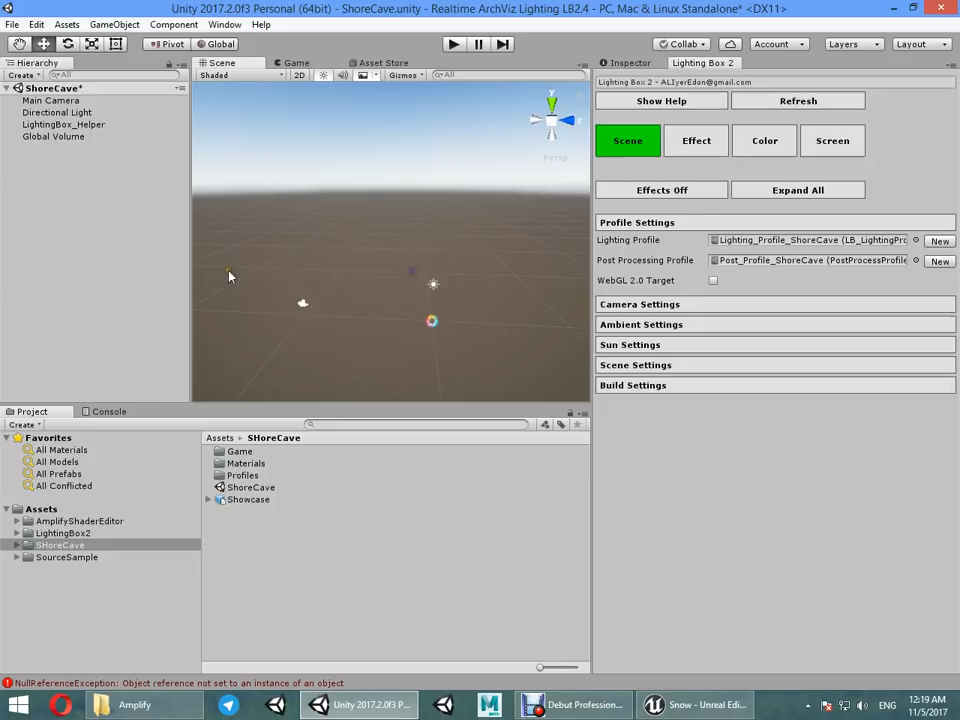 Unity 2017.2.0f3 Personal (64bit) - ShoreCave.unity - Realtime ArchViz Lighting LB2.4 - PC, Mac & Linux Standalone* <DX11>
File Edit Assets GameObject Component Window Help
Pivot Global Collab Account Layers Layout
Hierarchy
Create All
ShoreCave*
Main Camera
Directional Light
LightingBox_Helper
Global Volume
Scene Game Asset Store
Shaded 2D Gizmos All
y
z
Persp
Inspector Lighting Box 2
Lighting Box 2 - ALIyerEdon@gmail.com
Show Help Refresh
Scene Effect Color Screen
Effects Off Expand All
Profile Settings
Lighting Profile Lighting_Profile_ShoreCave (LB_LightingPro New
Post Processing Profile Post_Profile_ShoreCave (PostProcessProfile New
WebGL 2.0 Target
Camera Settings
Ambient Settings
Sun Settings
Scene Settings
Build Settings
Project Console
Create
Favorites
All Materials
All Models
All Prefabs
All Conflicted
Assets
AmplifyShaderEditor
LightingBox2
SHoreCave
SourceSample
Assets SHoreCave
Game
Materials
Profiles
ShoreCave
Showcase
NullReferenceException: Object reference not set to an instance of an object
Amplify Unity 2017.2.0f3 P... Debut Profession... Snow - Unreal Edi... ENG
12:19 AM
11/5/2017